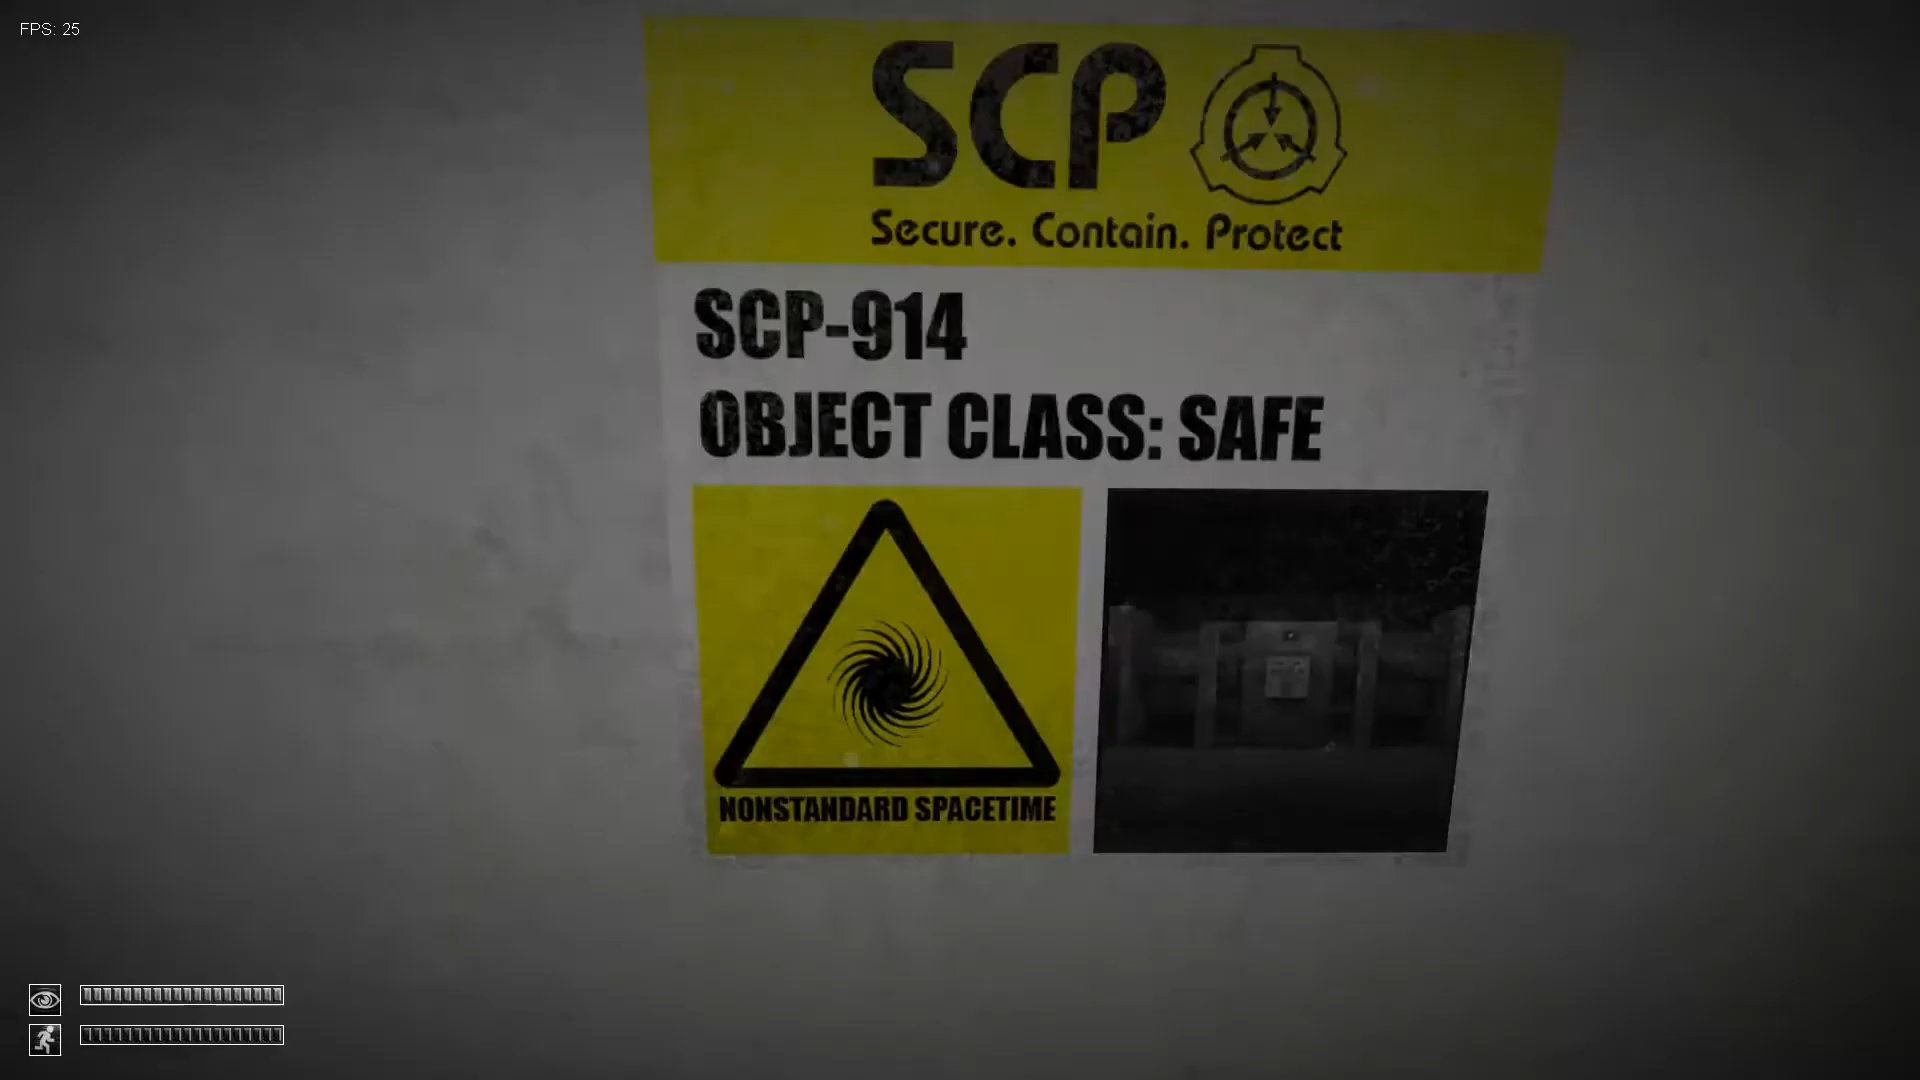 FPS: 25
SCP
Secure. Contain. Protect
SCP-914
OBJECT CLASS: SAFE
NONSTANDARD SPACETIME